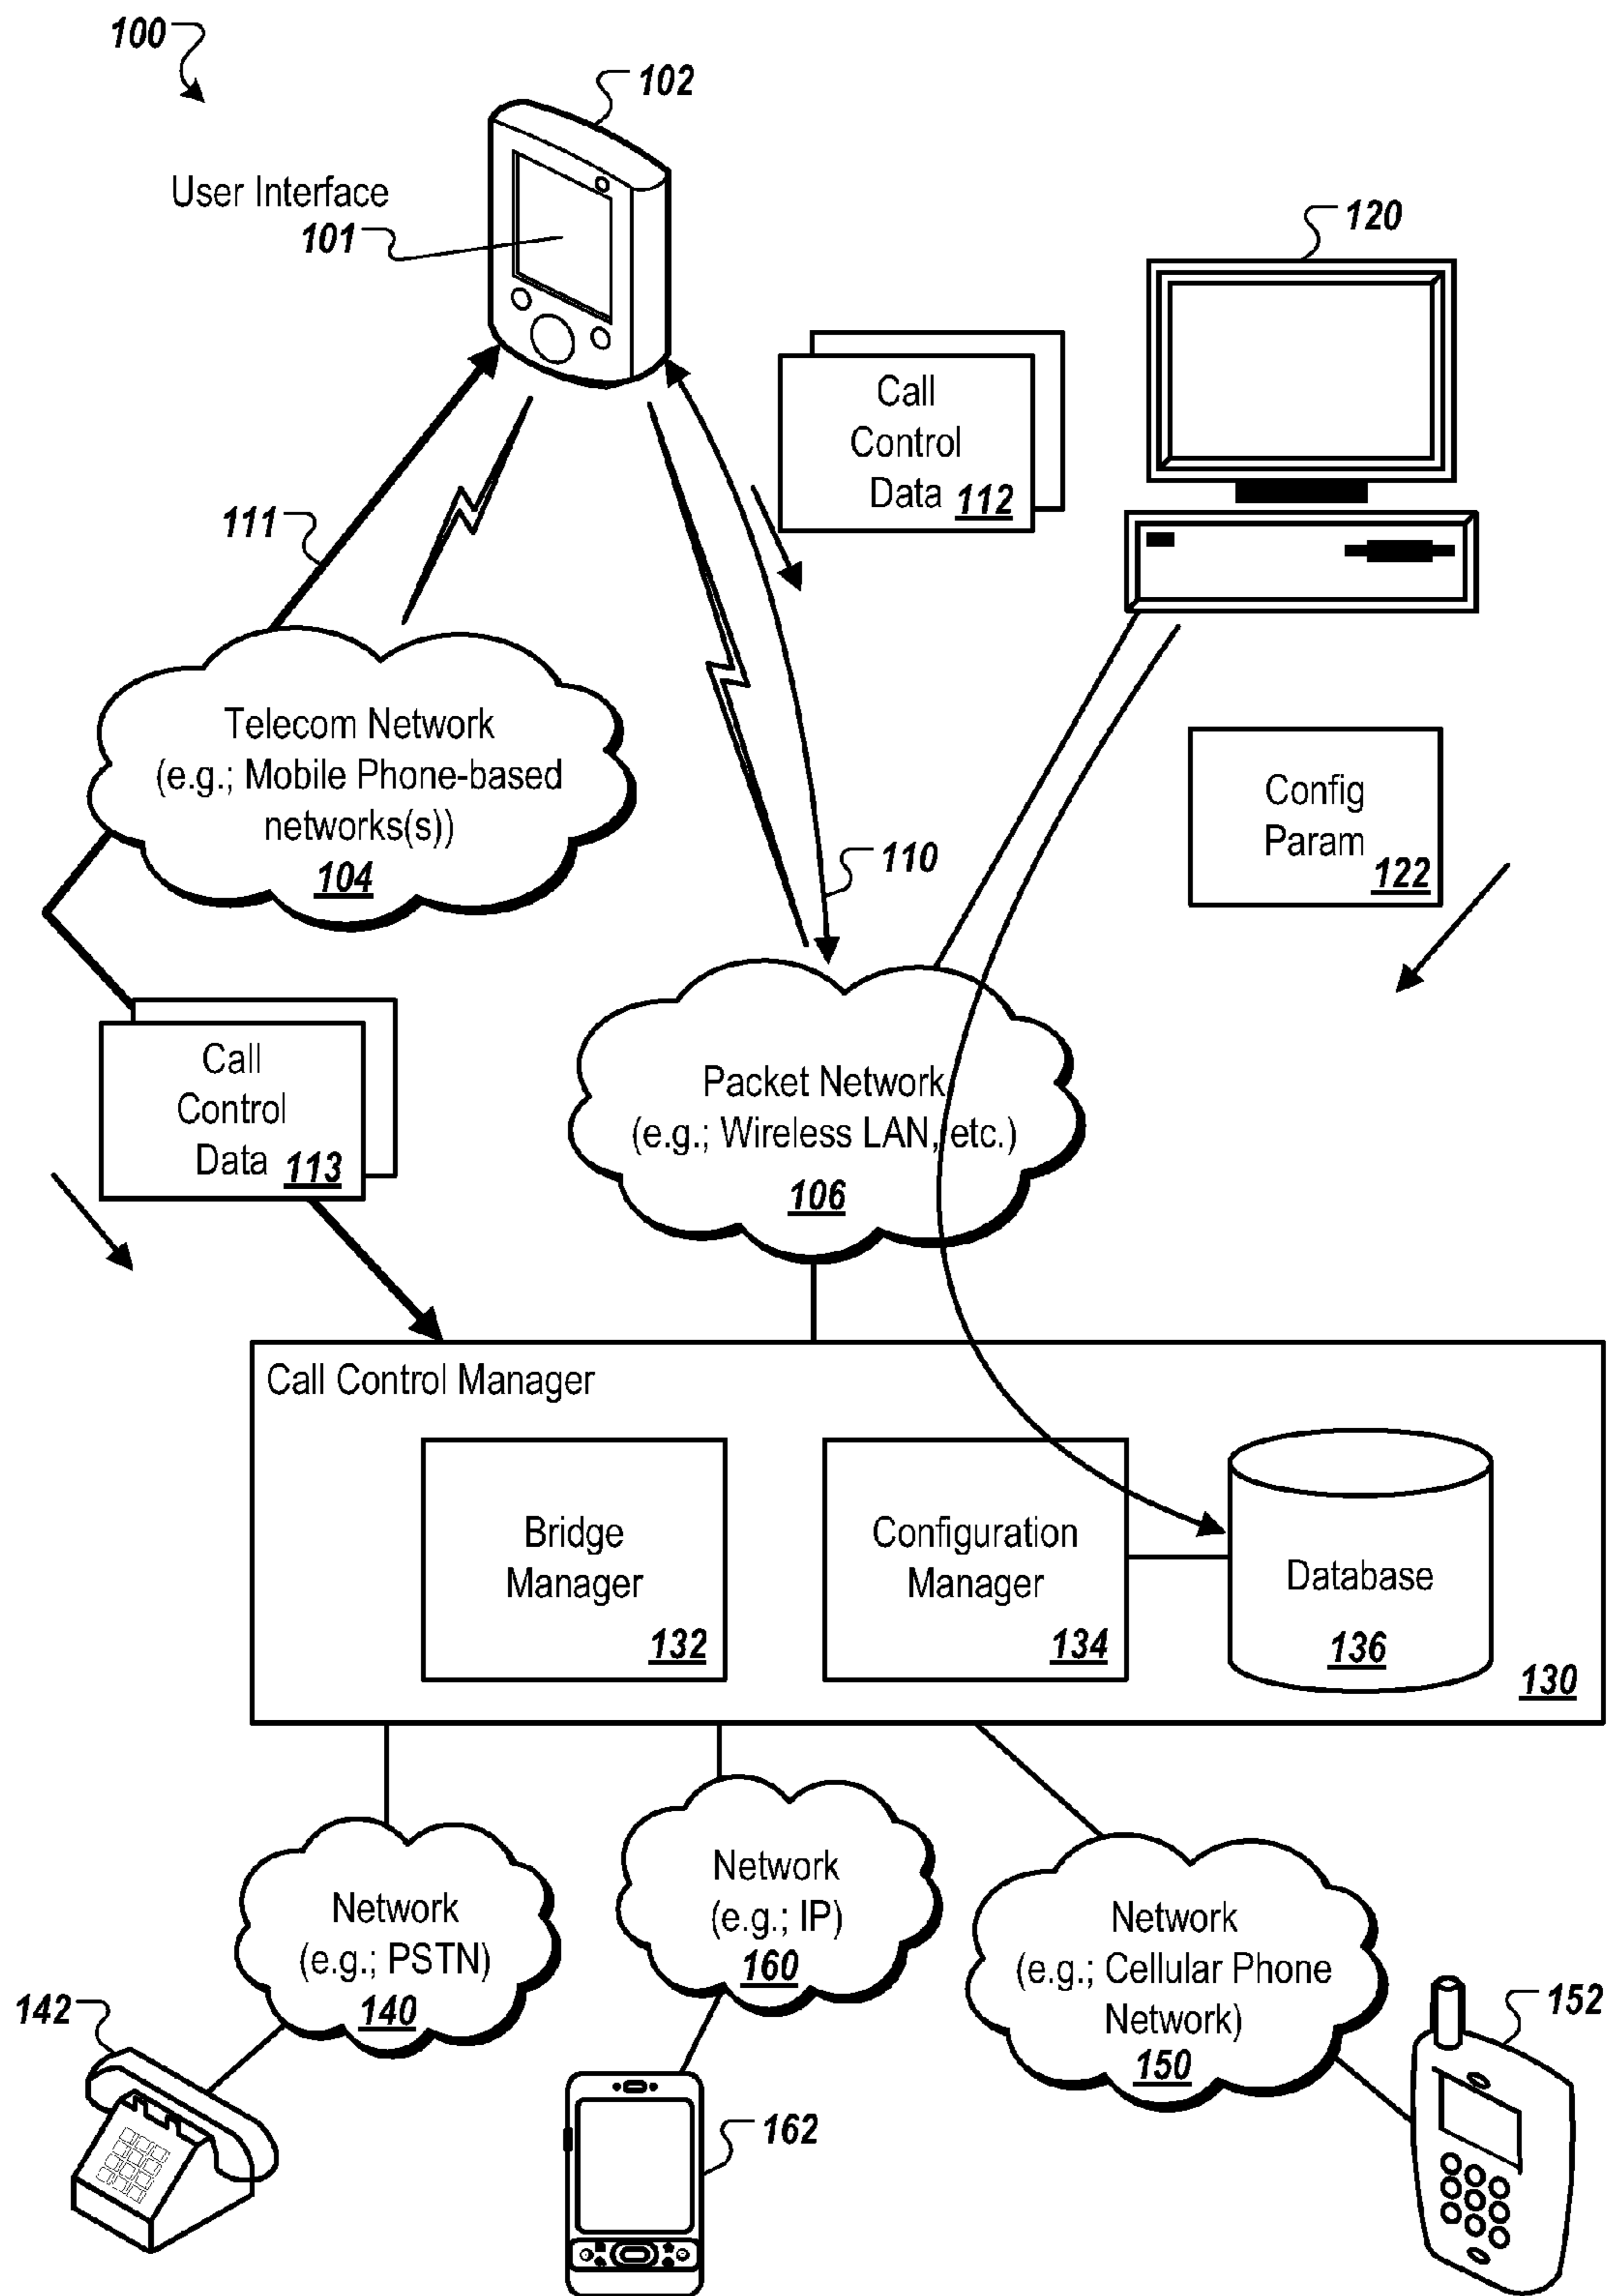 100
102
User Interface
101
120
Call
Control
Data 112
111
Telecom Network
(e.g.; Mobile Phone-based
networks(s))
104
Config
Param
122
110
Call
Control
Data 113
Packet Network
(e.g.; Wireless LAN, etc.)
106
Call Control Manager
Bridge
Manager
132
Configuration
Manager
134
Database
136
130
Network
(e.g.; PSTN)
140
Network
(e.g.; IP)
160
Network
(e.g.; Cellular Phone
Network)
150
142
152
162